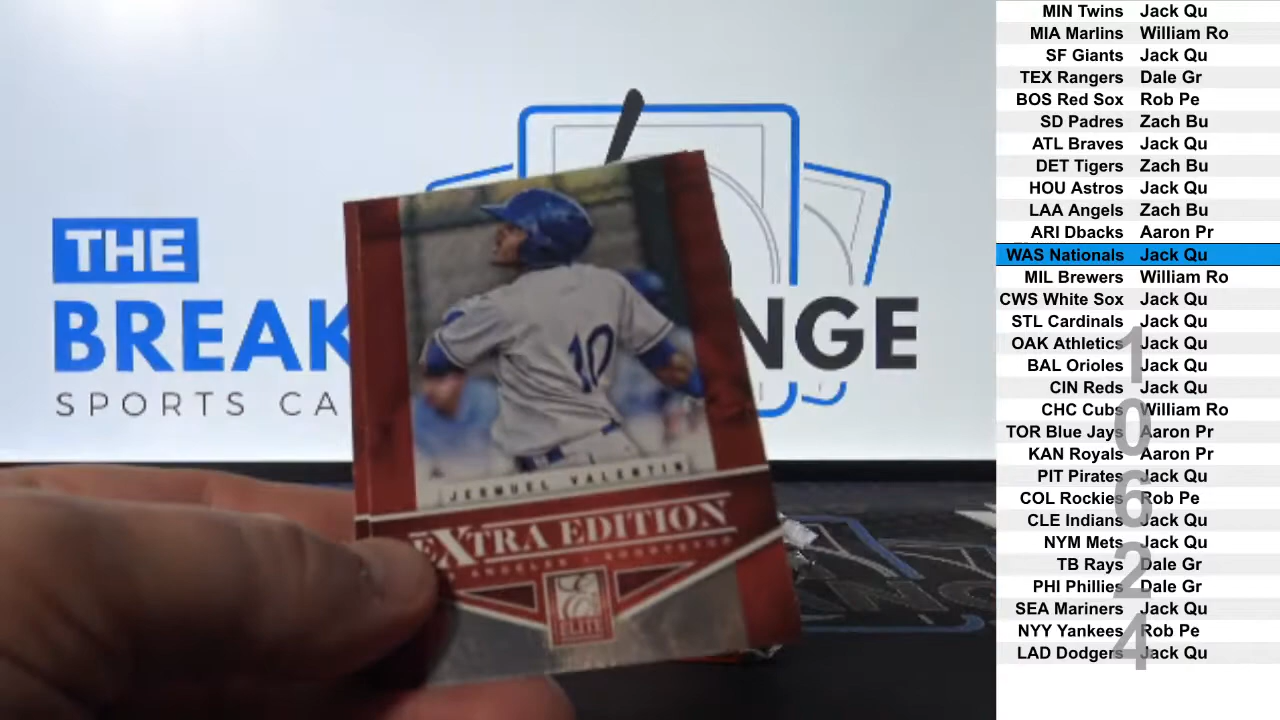 THE
BREAK
NGE
SPORTS CA
10
JESMUEL VALENTIN
EXTRA EDITION
ANGELES
SHORTSTOP
ELITE
MIN Twins Jack Qu
MIA Marlins William Ro
SF Giants Jack Qu
TEX Rangers Dale Gr
BOS Red Sox Rob Pe
SD Padres Zach Bu
ATL Braves Jack Qu
DET Tigers Zach Bu
HOU Astros Jack Qu
LAA Angels Zach Bu
ARI Dbacks Aaron Pr
WAS Nationals Jack Qu
MIL Brewers William Ro
CWS White Sox Jack Qu
STL Cardinals Jack Qu
OAK Athletics Jack Qu
BAL Orioles Jack Qu
CIN Reds Jack Qu
CHC Cubs William Ro
TOR Blue Jays Aaron Pr
KAN Royals Aaron Pr
PIT Pirates Jack Qu
COL Rockies Rob Pe
CLE Indians Jack Qu
NYM Mets Jack Qu
TB Rays Dale Gr
PHI Phillies Dale Gr
SEA Mariners Jack Qu
NYY Yankees Rob Pe
LAD Dodgers Jack Qu
1
0
6
2
4